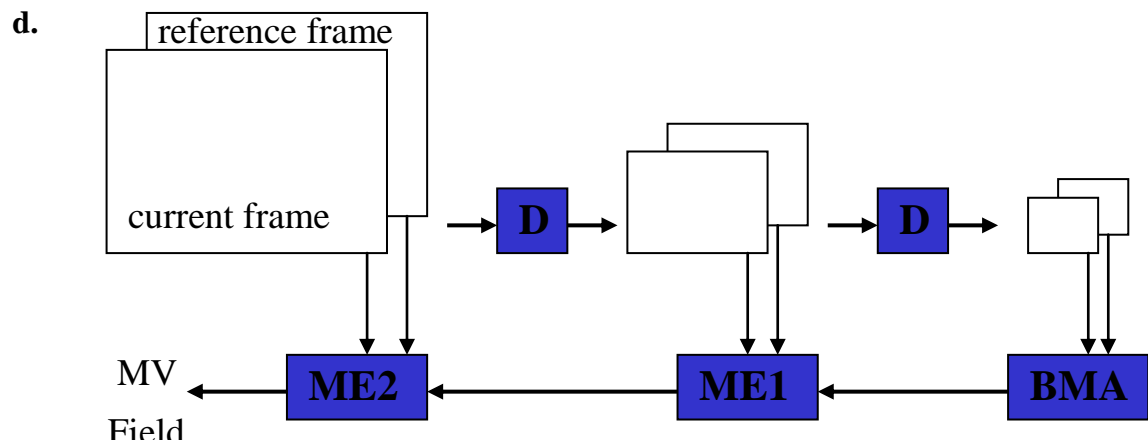 d.
reference frame
current frame
D
D
MV
ME2
ME1
BMA
Field